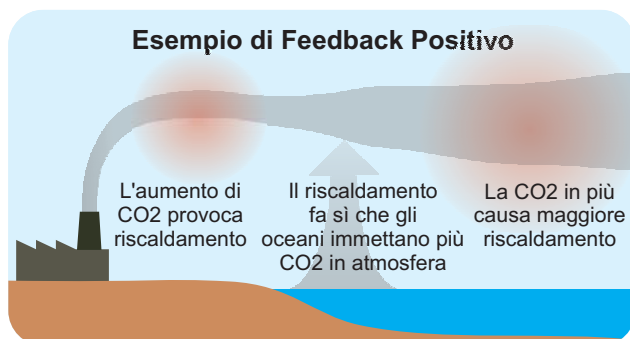 Esempio di Feedback Positivo
L'aumento di
CO2 provoca
riscaldamento
Il riscaldamento
fa sì che gli
oceani immettano più
CO2 in atmosfera
La CO2 in più
causa maggiore
riscaldamento